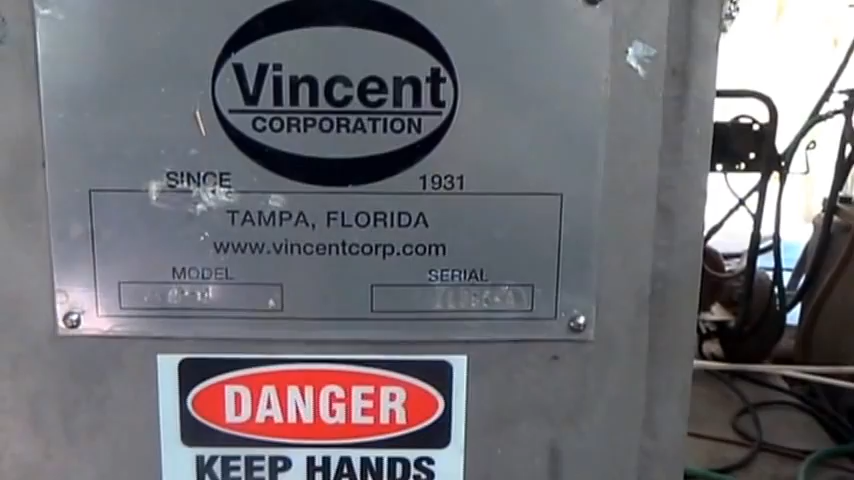 Vincent
CORPORATION
SINCE 1931
TAMPA, FLORIDA
www.vincentcorp.com
MODEL SERIAL
DANGER
KEEP HANDS